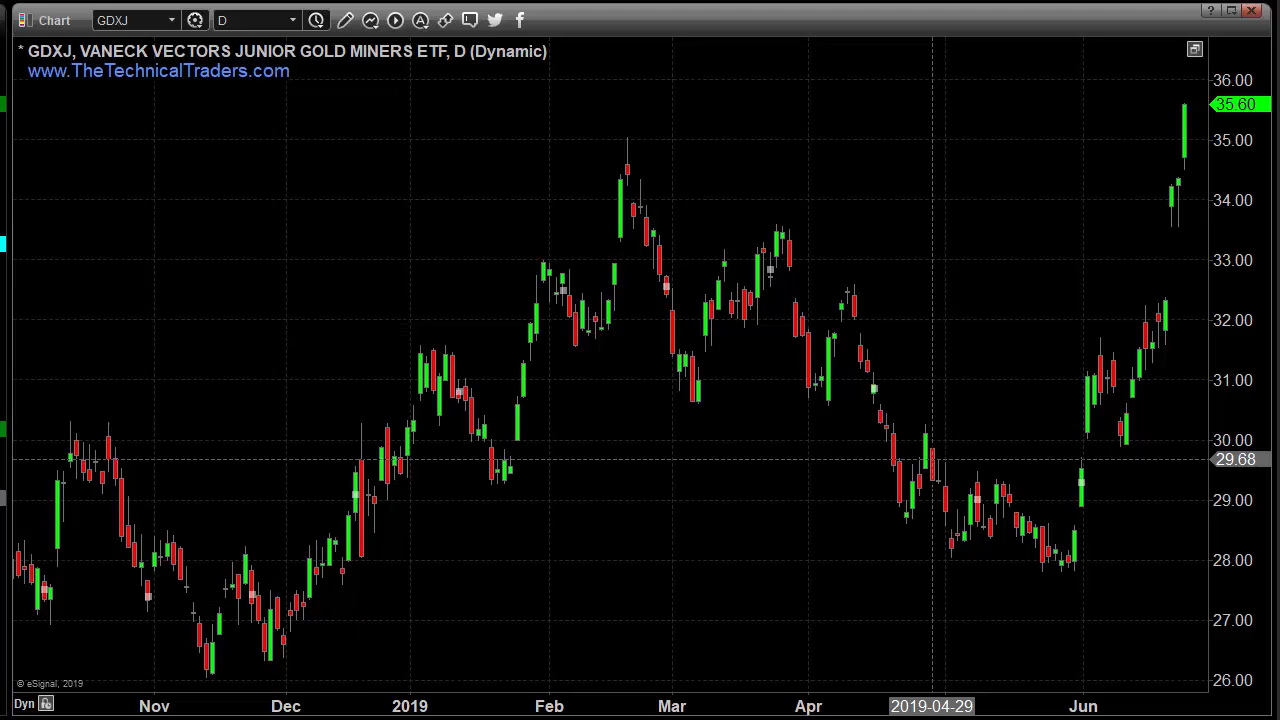 Chart GDXJ D
* GDXJ, VANECK VECTORS JUNIOR GOLD MINERS ETF, D (Dynamic)
www.TheTechnicalTraders.com
36.00
35.60
35.00
34.00
33.00
32.00
31.00
30.00
29.68
29.00
28.00
27.00
26.00
© eSignal, 2019
Dyn Nov Dec 2019 Feb Mar Apr 2019-04-29 Jun